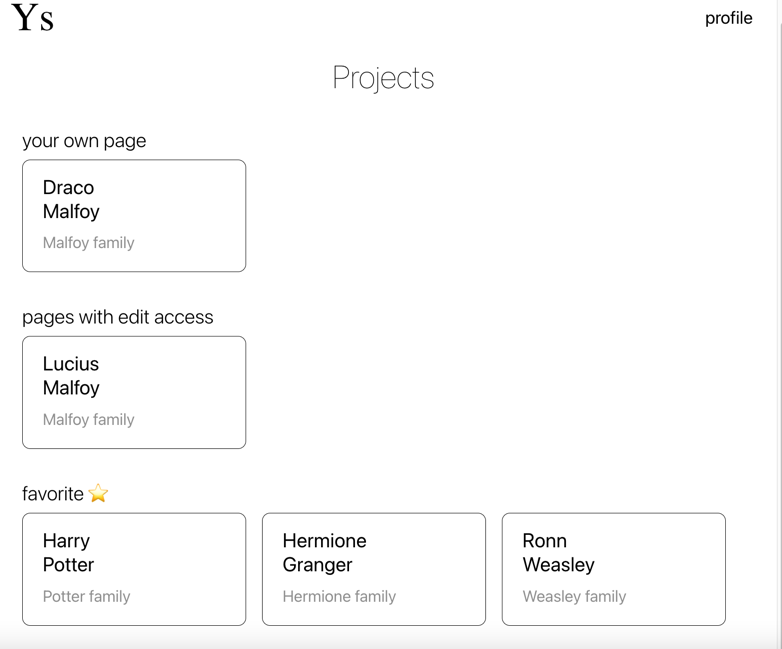 Ys
profile
Projects
your own page
Draco
Malfoy
Malfoy family
pages with edit access
Lucius
Malfoy
Malfoy family
favorite ⭐
Harry
Potter
Potter family
Hermione
Granger
Hermione family
Ronn
Weasley
Weasley family